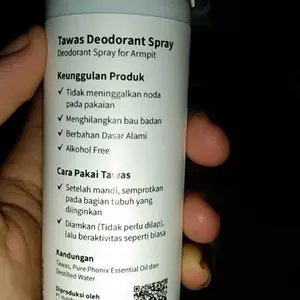 Tawas Deodorant Spray
Deodorant Spray for Armpit
Keunggulan Produk
✓ Tidak meninggalkan noda
pada pakaian
✓ Menghilangkan bau badan
✓ Berbahan Dasar Alami
✓ Alkohol Free
Cara Pakai Tawas
✓ Setelah mandi, semprotkan
pada bagian tubuh yang
diinginkan
✓ Diamkan (Tidak perlu dilap),
lalu beraktivitas seperti biasa
Kandungan
Tawas, Pure Phonix Essential Oil dan
Destilled Water
Diproduksi oleh